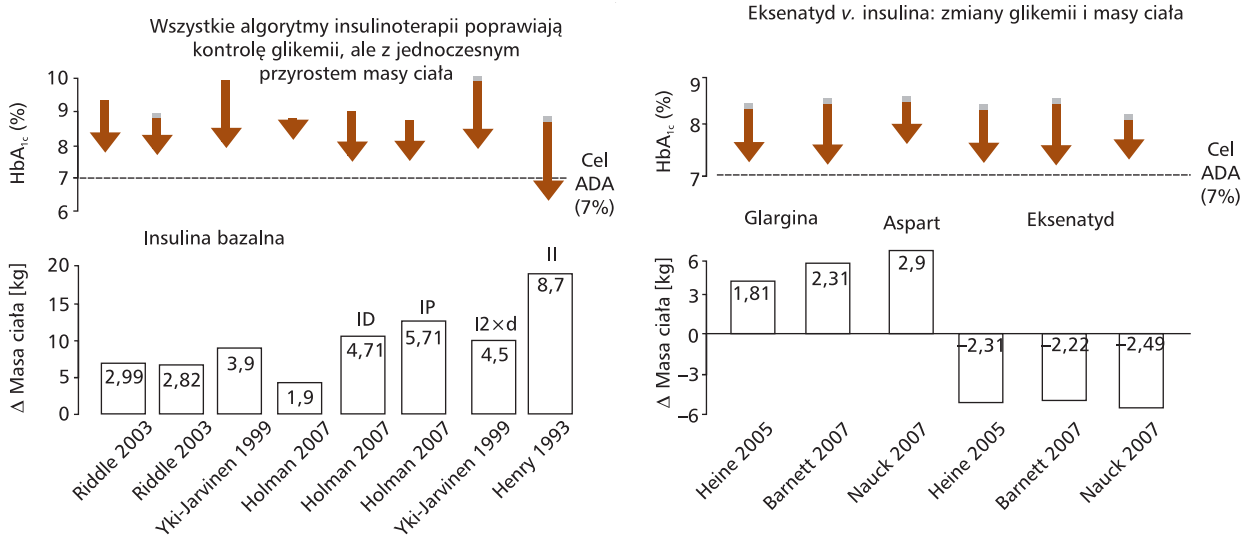 Wszystkie algorytmy insulinoterapii poprawiają
kontrolę glikemii, ale z jednoczesnym
przyrostem masy ciała
HbA1c (%)
10
9
8
7
6
Cel
ADA
(7%)
Insulina bazalna
Δ Masa ciała [kg]
20
15
10
5
0
2,99
2,82
3,9
1,9
ID
4,71
IP
5,71
I2×d
4,5
II
8,7
Riddle 2003
Riddle 2003
Yki-Jarvinen 1999
Holman 2007
Holman 2007
Holman 2007
Yki-Jarvinen 1999
Henry 1993
Eksenatyd v. insulina: zmiany glikemii i masy ciała
HbA1c (%)
9
8
7
Cel
ADA
(7%)
Glargina
Aspart
Eksenatyd
Δ Masa ciała [kg]
6
3
0
−3
−6
1,81
2,31
2,9
−2,31
−2,22
−2,49
Heine 2005
Barnett 2007
Nauck 2007
Heine 2005
Barnett 2007
Nauck 2007